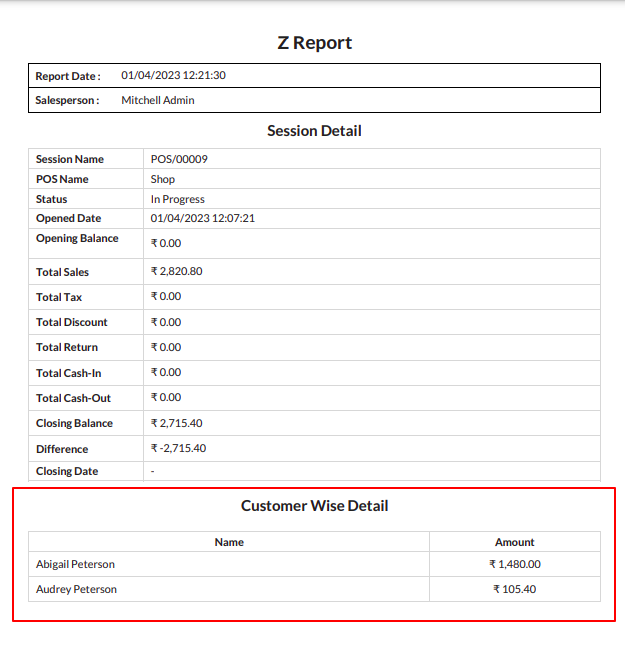 Z Report
Report Date : 01/04/2023 12:21:30
Salesperson : Mitchell Admin
Session Detail
Session Name POS/00009
POS Name Shop
Status In Progress
Opened Date 01/04/2023 12:07:21
Opening Balance ₹ 0.00
Total Sales ₹ 2,820.80
Total Tax ₹ 0.00
Total Discount ₹ 0.00
Total Return ₹ 0.00
Total Cash-In ₹ 0.00
Total Cash-Out ₹ 0.00
Closing Balance ₹ 2,715.40
Difference ₹ -2,715.40
Closing Date -
Customer Wise Detail
Name Amount
Abigail Peterson ₹ 1,480.00
Audrey Peterson ₹ 105.40